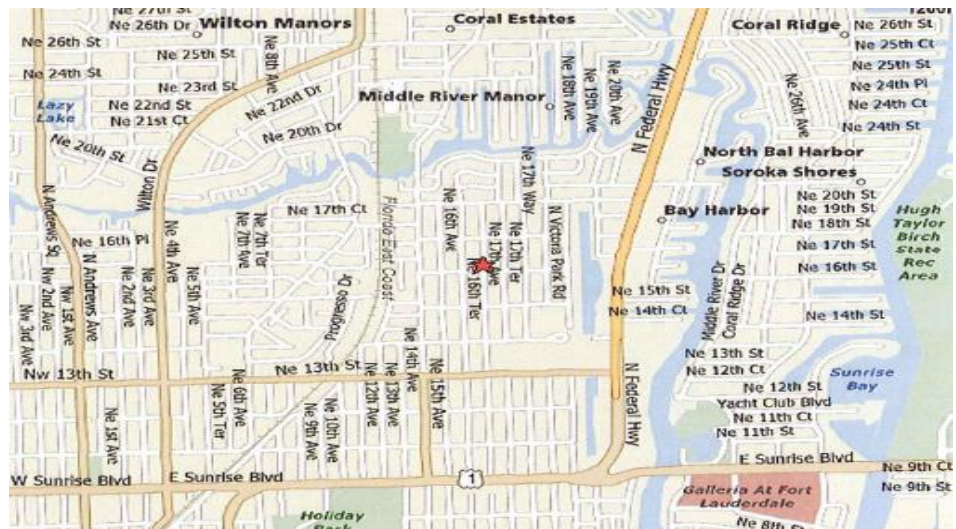 Ne 27th St
Ne 26th Dr
Wilton Manors
Coral Estates
Coral Ridge
Ne 26th St
Ne 26th St
Ne 25th St
Ne 8th Ave
Ne 25th Ct
Ne 24th St
Ne 23rd St
Ne 25th St
Ne 24th Pl
Lazy
Lake
Ne 22nd St
Ne 21st Ct
Ne 22nd Dr
Middle River Manor
Ne 18th Ave
Ne 19th Ave
Ne 20th Ave
N Federal Hwy
Ne 26th Ave
Ne 24th Ct
Ne 24th St
Ne 20th St
Ne 20th Dr
Wilton Dr
North Bal Harbor
Soroka Shores
N Andrews Sq
Ne 4th Ave
Ne 7th Ave
Ne 7th Ter
Ne 17th Ct
Florida East Coast
Ne 16th Ave
Ne 17th Way
Ne 17th Ave
Ne 17th Ter
N Victoria Park Rd
Bay Harbor
Ne 20th St
Ne 19th St
Ne 18th St
Ne 17th St
Ne 16th St
Hugh
Taylor
Birch
State
Rec
Area
Ne 16th Pl
Nw 3rd Ave
Nw 2nd Ave
Nw 1st Ave
N Andrews Ave
Ne 2nd Ave
Ne 3rd Ave
Ne 5th Ave
Progresso Dr
Ne 16th Ter
Ne 15th St
Ne 14th Ct
Middle River Dr
Coral Ridge Dr
Ne 14th St
Nw 13th St
Ne 13th St
Ne 14th Ave
Ne 13th St
Ne 12th Ct
Ne 12th St
Sunrise
Bay
Ne 1st Ave
Ne 5th Ter
Ne 6th Ave
Ne 9th Ave
Ne 10th Ave
Ne 12th Ave
Ne 13th Ave
Ne 15th Ave
N Federal Hwy
Yacht Club Blvd
Ne 11th Ct
Ne 11th St
W Sunrise Blvd
E Sunrise Blvd
1
E Sunrise Blvd
Ne 9th Ct
Ne 9th St
Galleria At Fort
Lauderdale
Holiday
Park
Ne 8th St